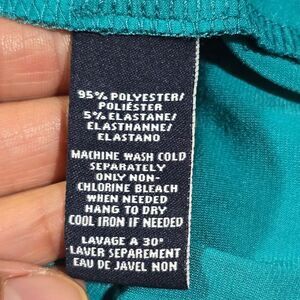 95% POLYESTER/
POLIÉSTER
5% ELASTANE/
ELASTHANNE/
ELASTANO
MACHINE WASH COLD
SEPARATELY
ONLY NON-
CHLORINE BLEACH
WHEN NEEDED
HANG TO DRY
COOL IRON IF NEEDED
LAVAGE A 30°
LAVER SEPAREMENT
EAU DE JAVEL NON